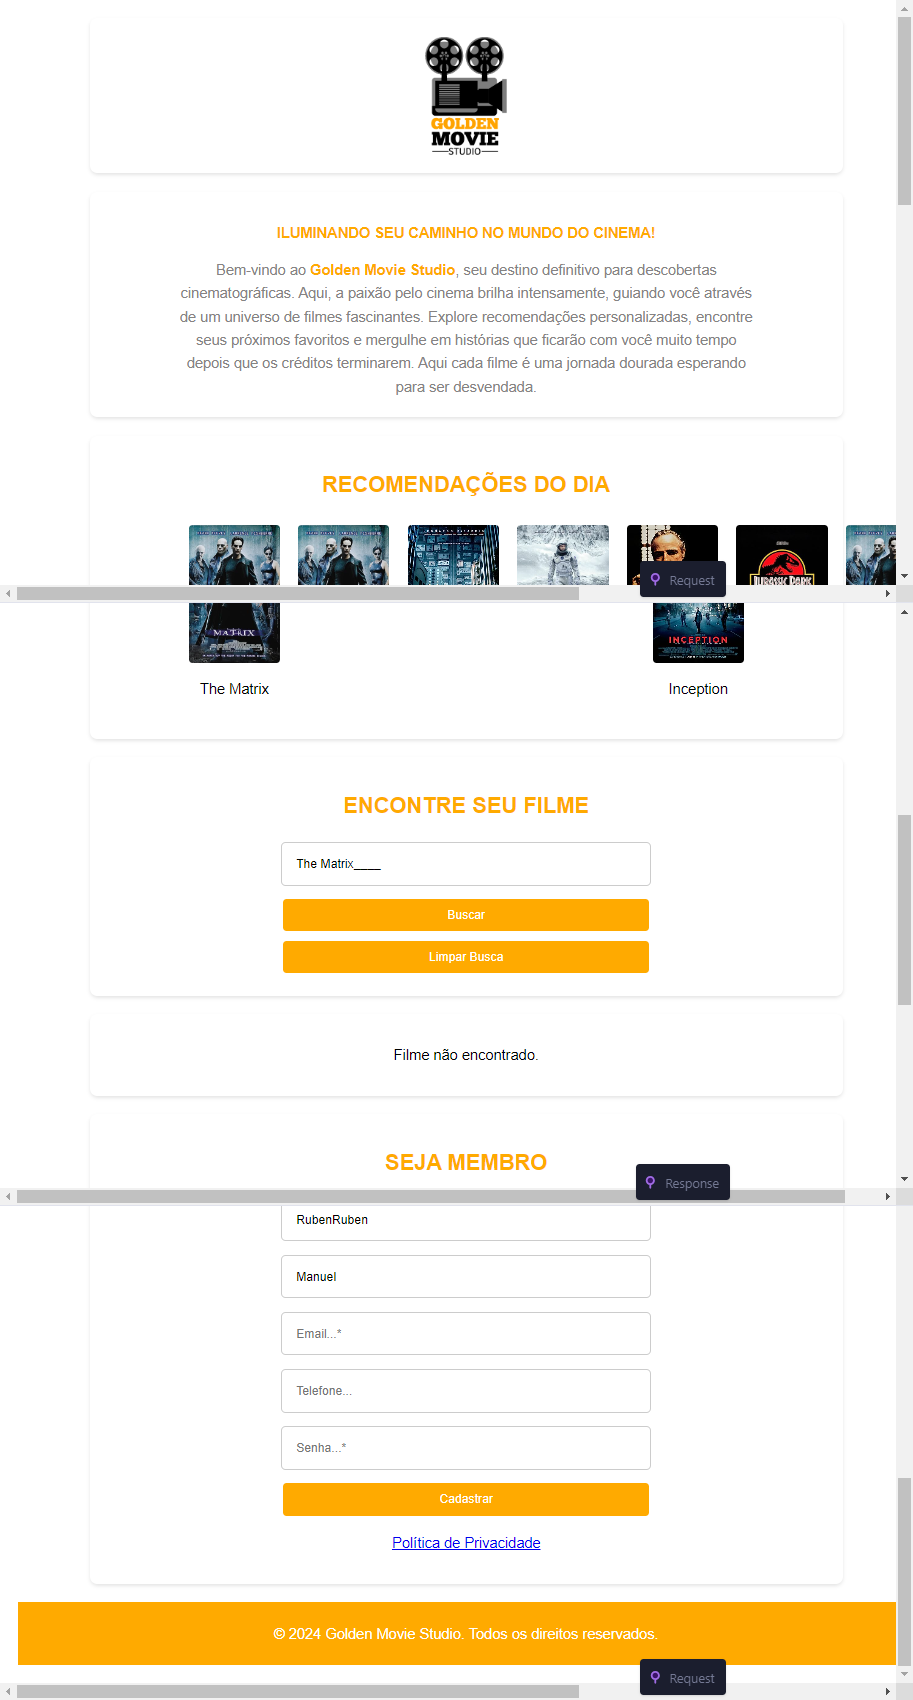 GOLDEN
MOVIE
STUDIO
ILUMINANDO SEU CAMINHO NO MUNDO DO CINEMA!
Bem-vindo ao Golden Movie Studio, seu destino definitivo para descobertas
cinematográficas. Aqui, a paixão pelo cinema brilha intensamente, guiando você através
de um universo de filmes fascinantes. Explore recomendações personalizadas, encontre
seus próximos favoritos e mergulhe em histórias que ficarão com você muito tempo
depois que os créditos terminarem. Aqui cada filme é uma jornada dourada esperando
para ser desvendada.
RECOMENDAÇÕES DO DIA
JURASSIC PARK
Request
MATRIX
INCEPTION
The Matrix
Inception
ENCONTRE SEU FILME
The Matrix____
Buscar
Limpar Busca
Filme não encontrado.
SEJA MEMBRO
Response
RubenRuben
Manuel
Email...*
Telefone...
Senha...*
Cadastrar
Política de Privacidade
© 2024 Golden Movie Studio. Todos os direitos reservados.
Request